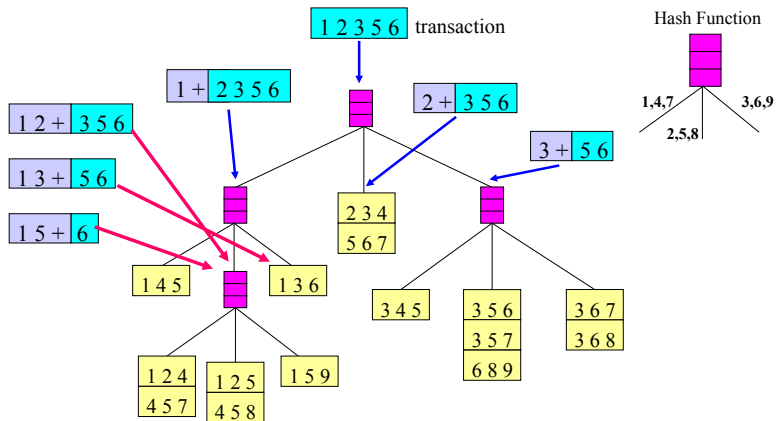 1 2 3 5 6 transaction
Hash Function
1 + 2 3 5 6
2 + 3 5 6
1,4,7
3,6,9
2,5,8
1 2 + 3 5 6
3 + 5 6
1 3 + 5 6
1 5 + 6
2 3 4
5 6 7
1 4 5
1 3 6
3 4 5
3 5 6
3 5 7
6 8 9
3 6 7
3 6 8
1 2 4
4 5 7
1 2 5
4 5 8
1 5 9